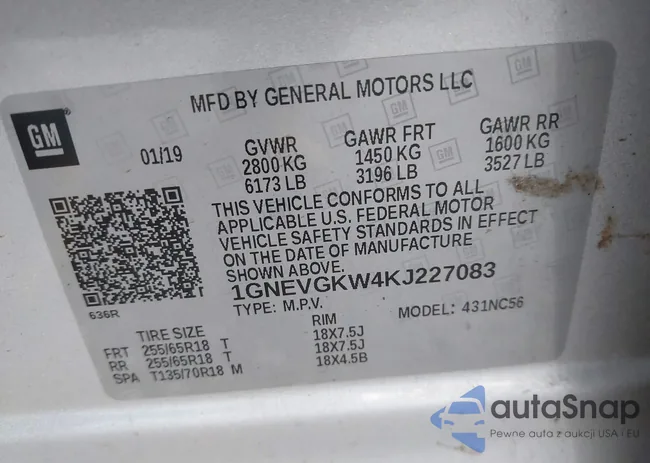 GM
MFD BY GENERAL MOTORS LLC
01/19
GVWR
2800 KG
6173 LB
GAWR FRT
1450 KG
3196 LB
GAWR RR
1600 KG
3527 LB
THIS VEHICLE CONFORMS TO ALL
APPLICABLE U.S. FEDERAL MOTOR
VEHICLE SAFETY STANDARDS IN EFFECT
ON THE DATE OF MANUFACTURE
SHOWN ABOVE.
1GNEVGKW4KJ227083
TYPE: M.P.V.
MODEL: 431NC56
636R
TIRE SIZE
RIM
FRT 255/65R18 T 18X7.5J
RR 255/65R18 T 18X7.5J
SPA T135/70R18 M 18X4.5B
autaSnap
Pewne auta z aukcji USA i EU